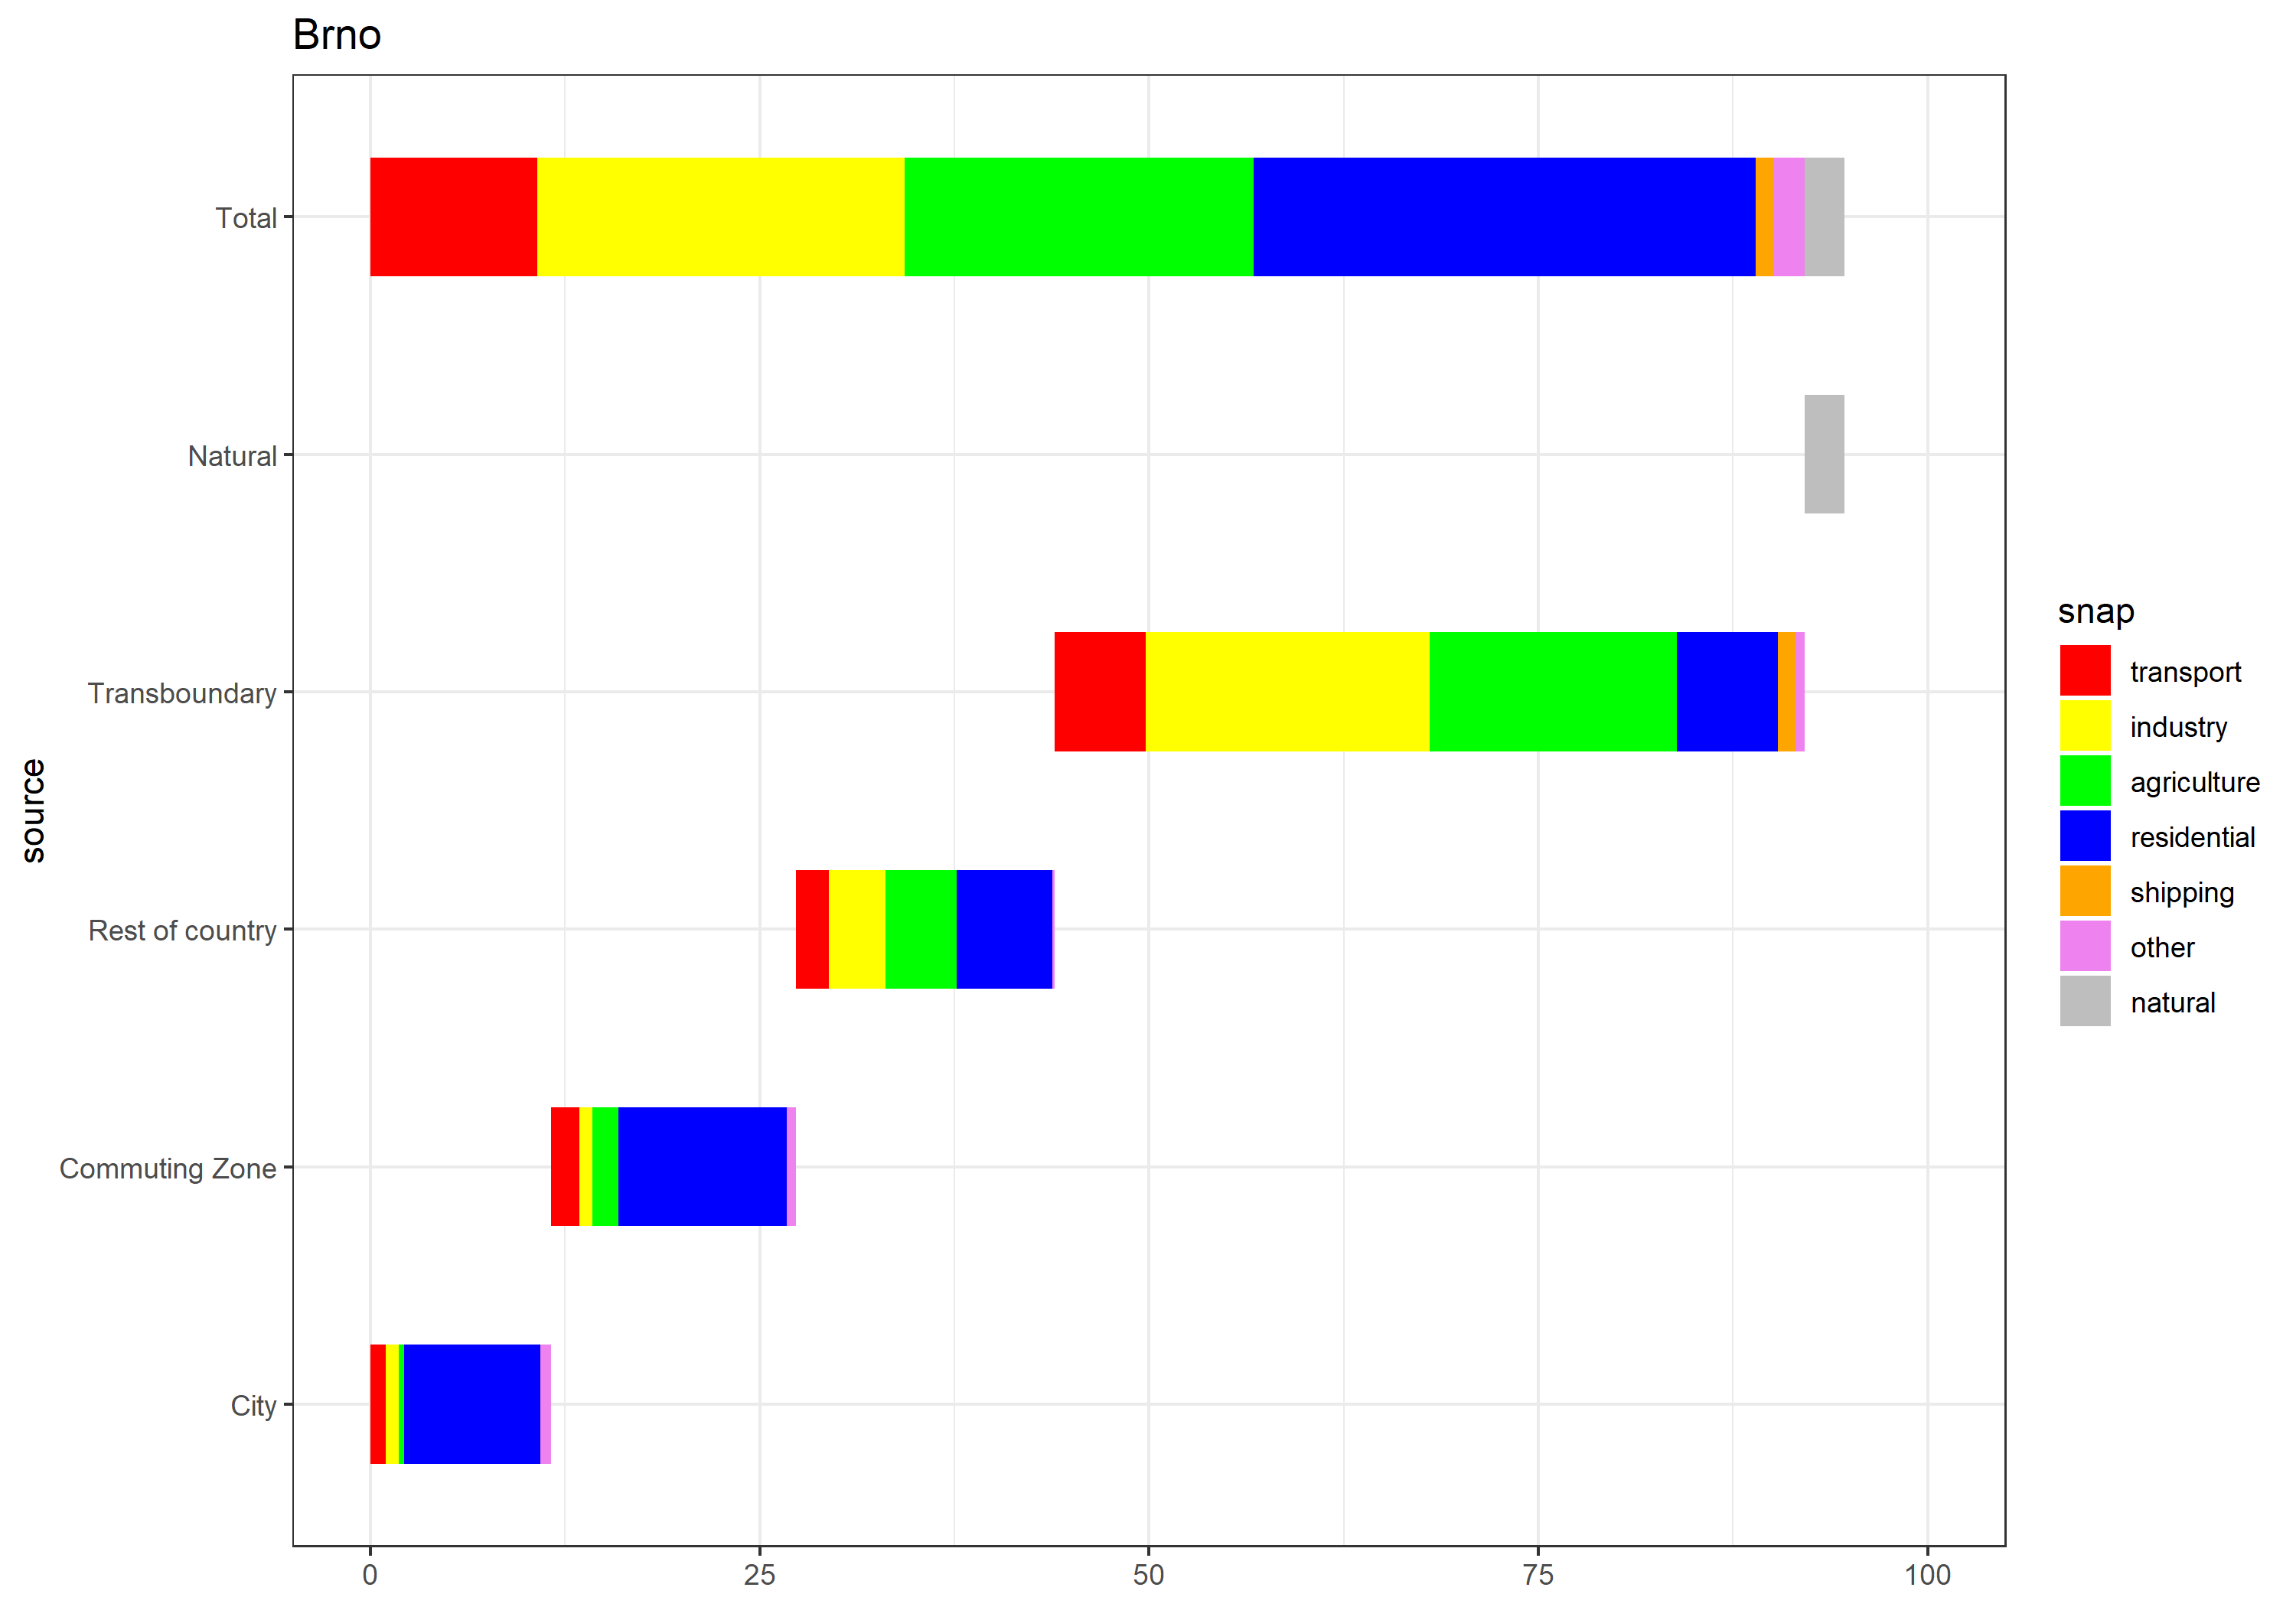 Brno
Total
Natural
Transboundary
Rest of country
Commuting Zone
City
source
0 25 50 75 100
snap
transport
industry
agriculture
residential
shipping
other
natural